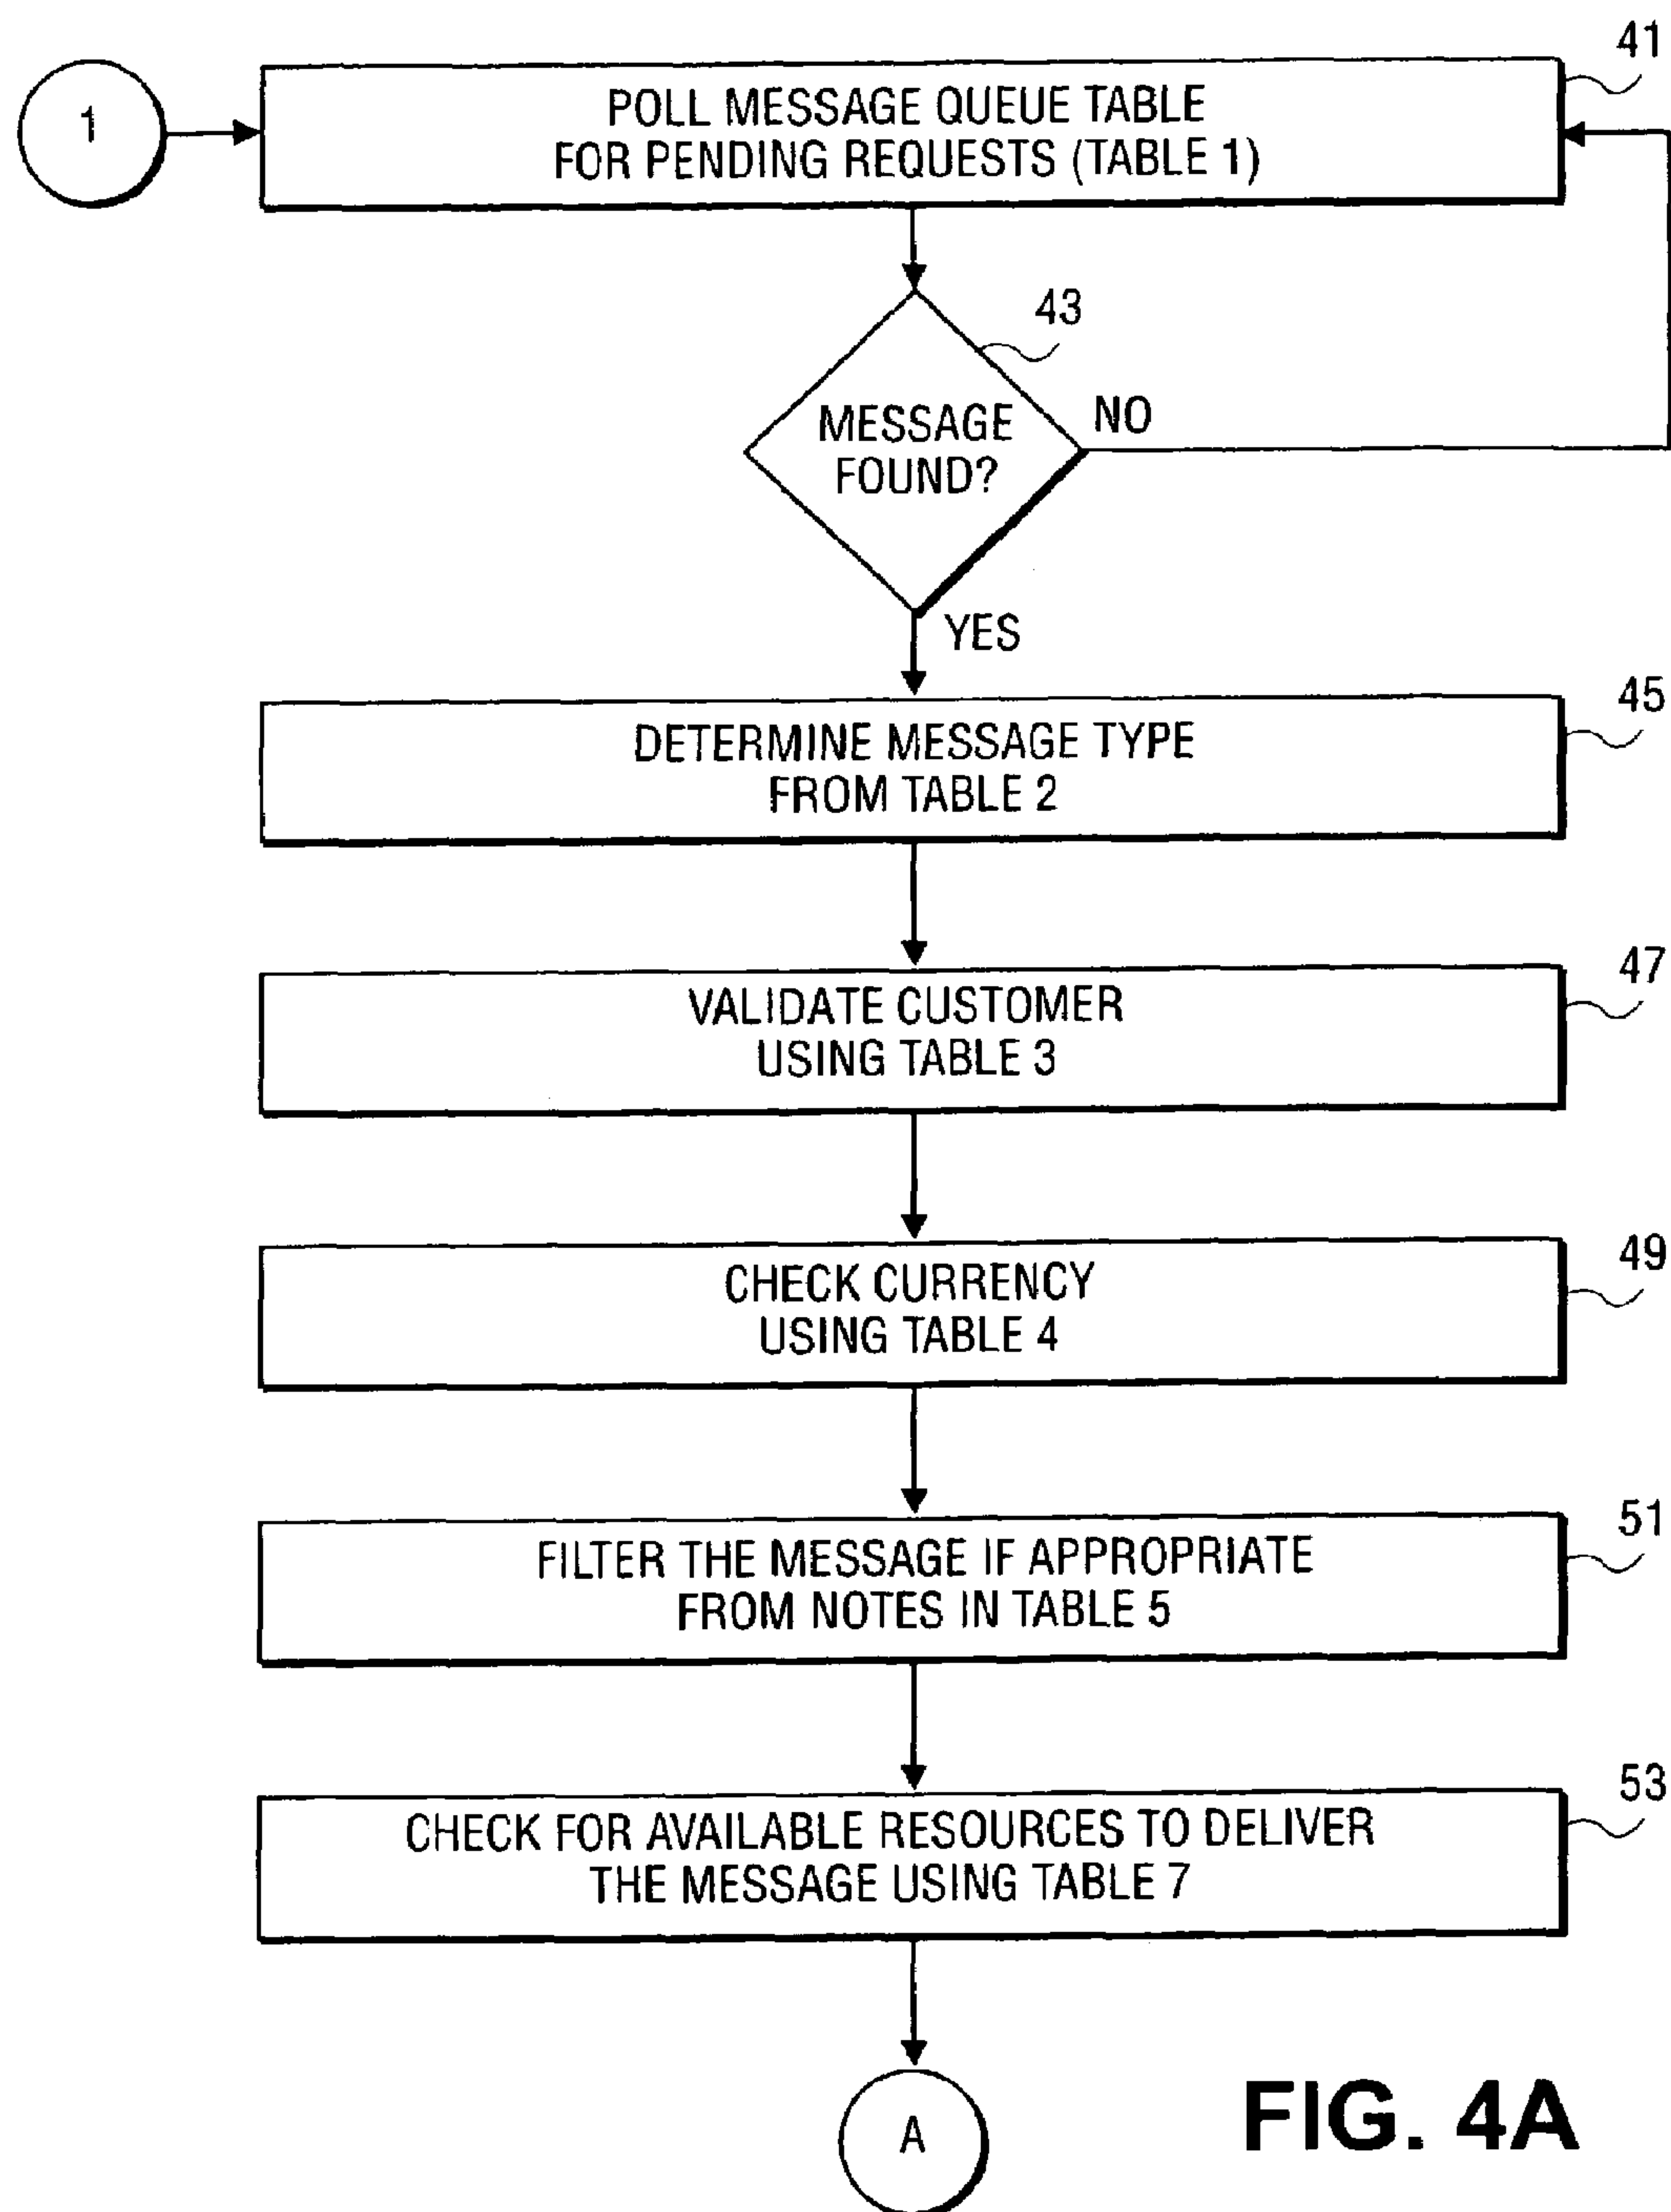 41
1
POLL MESSAGE QUEUE TABLE
FOR PENDING REQUESTS (TABLE 1)
43
MESSAGE
FOUND?
NO
YES
45
DETERMINE MESSAGE TYPE
FROM TABLE 2
47
VALIDATE CUSTOMER
USING TABLE 3
49
CHECK CURRENCY
USING TABLE 4
51
FILTER THE MESSAGE IF APPROPRIATE
FROM NOTES IN TABLE 5
53
CHECK FOR AVAILABLE RESOURCES TO DELIVER
THE MESSAGE USING TABLE 7
A
FIG. 4A